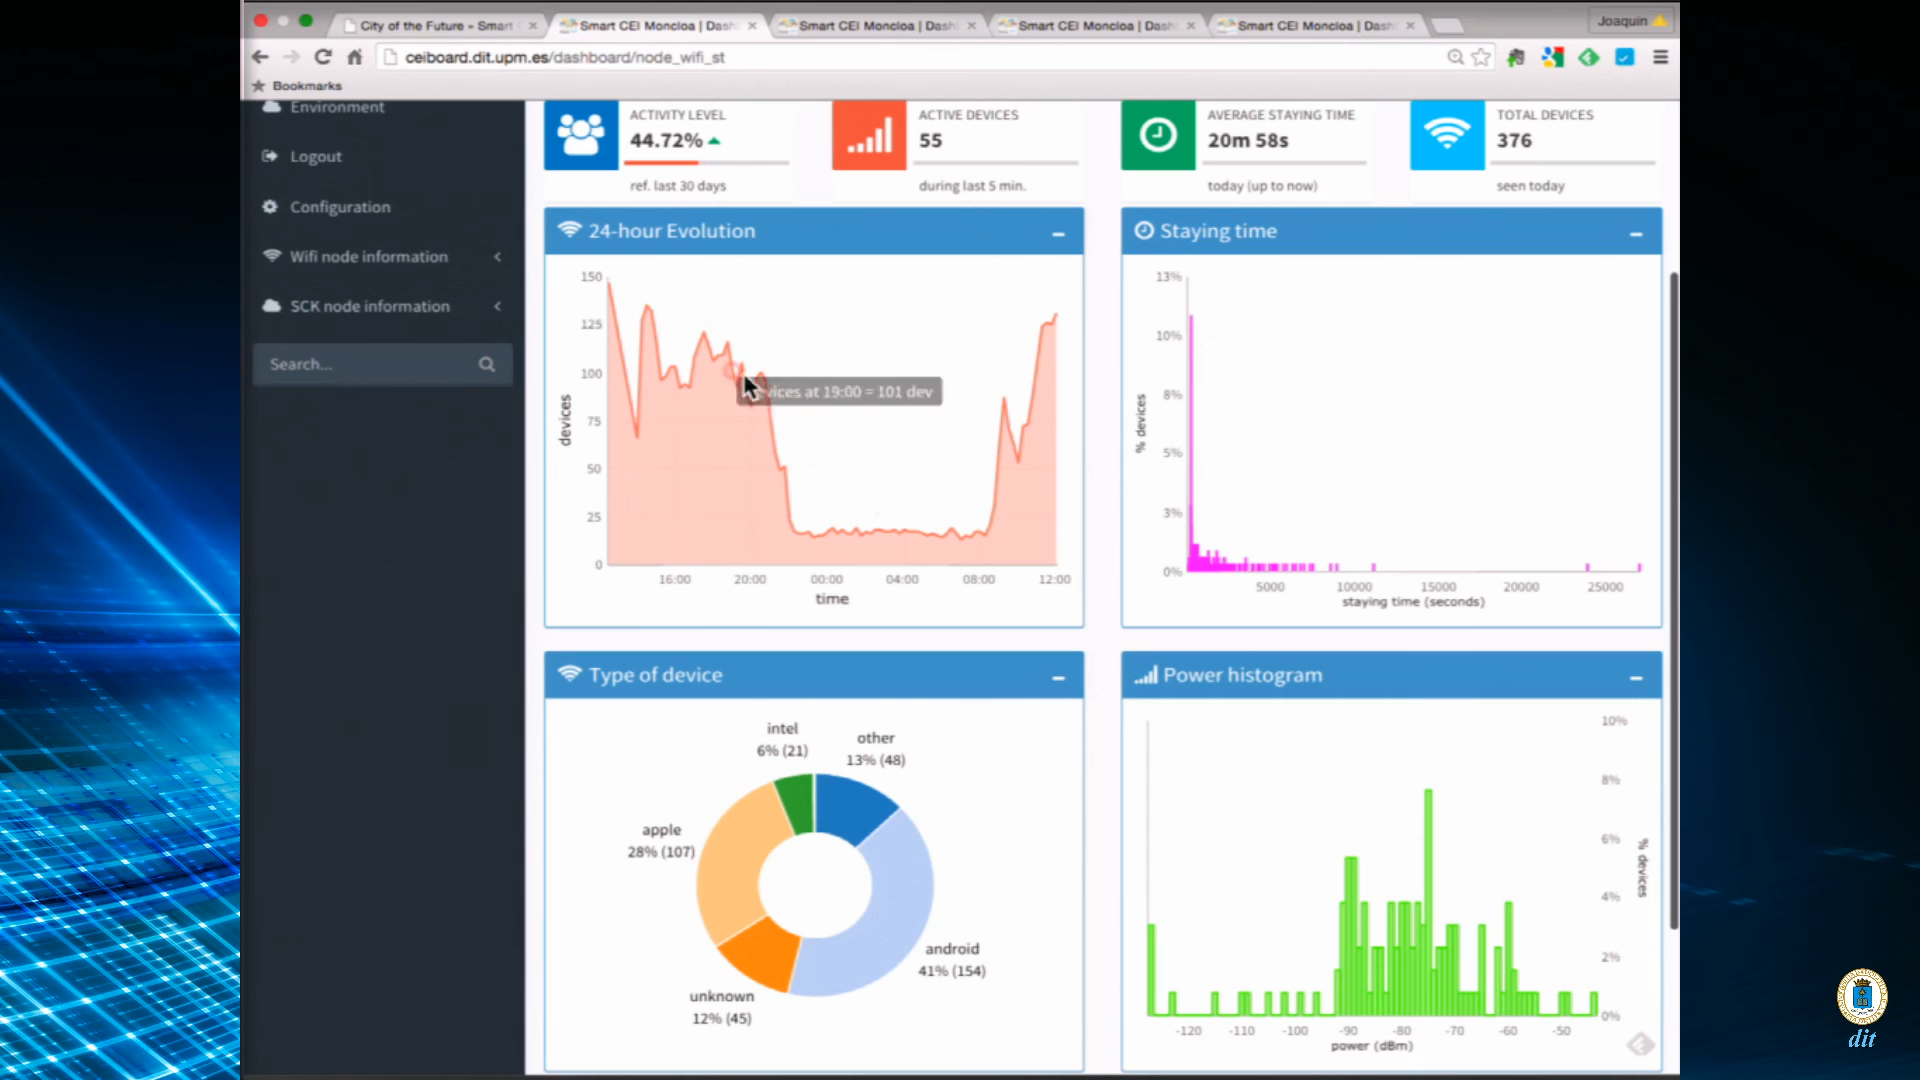 City of the Future - Smart
Smart CEI Moncloa | Dash
Smart CEI Moncloa | Dash
Smart CEI Moncloa | Dash
Smart CEI Moncloa | Dash
Joaquin
ceiboard.dit.upm.es/dashboard/node_wifi_st
Bookmarks
Environment
Logout
Configuration
Wifi node information
SCK node information
Search...
ACTIVITY LEVEL
44.72%
ref. last 30 days
ACTIVE DEVICES
55
during last 5 min.
AVERAGE STAYING TIME
20m 58s
today (up to now)
TOTAL DEVICES
376
seen today
24-hour Evolution
150
125
100
75
50
25
0
devices
vices at 19:00 = 101 dev
16:00 20:00 00:00 04:00 08:00 12:00
time
Staying time
13%
10%
8%
5%
3%
0%
% devices
5000 10000 15000 20000 25000
staying time (seconds)
Type of device
intel
6% (21)
other
13% (48)
apple
28% (107)
android
41% (154)
unknown
12% (45)
Power histogram
10%
8%
6%
4%
2%
0%
% devices
-120 -110 -100 -90 -80 -70 -60 -50
power (dBm)
dit